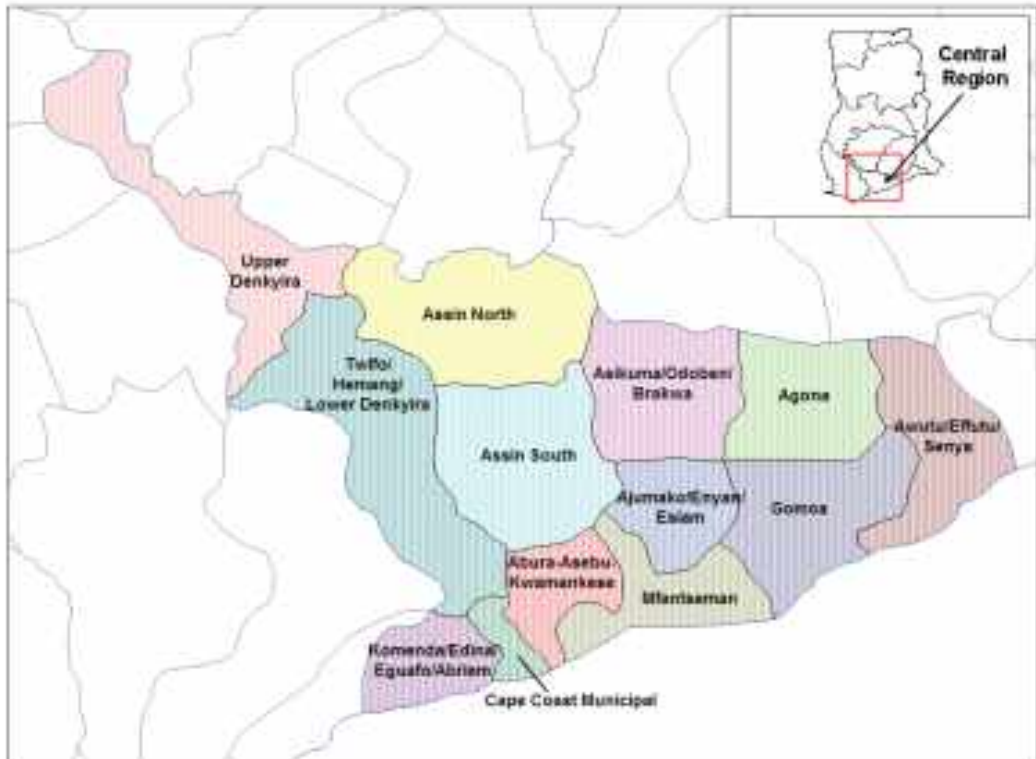 Central
Region
Upper
Denkyira
Assin North
Twifo/
Hemang/
Lower Denkyira
Asikuma/Odoben/
Brakwa
Agona
Awutu/Effutu/
Senya
Assin South
Ajumako/Enyan/
Esiam
Gomoa
Abura-Asebu-
Kwamankese
Mfantseman
Komenda/Edina/
Eguafo/Abriem
Cape Coast Municipal